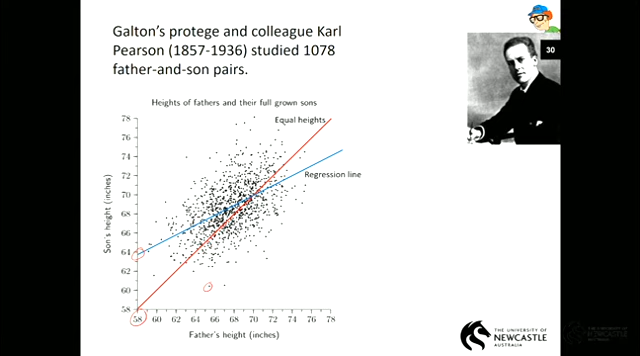 Galton's protege and colleague Karl
Pearson (1857-1936) studied 1078
father-and-son pairs.
30
Heights of fathers and their full grown sons
Equal heights
Regression line
Son's height (inches)
78
76
74
72
70
68
66
64
62
60
58
58 60 62 64 66 68 70 72 74 76 78
Father's height (inches)
THE UNIVERSITY OF
NEWCASTLE
AUSTRALIA